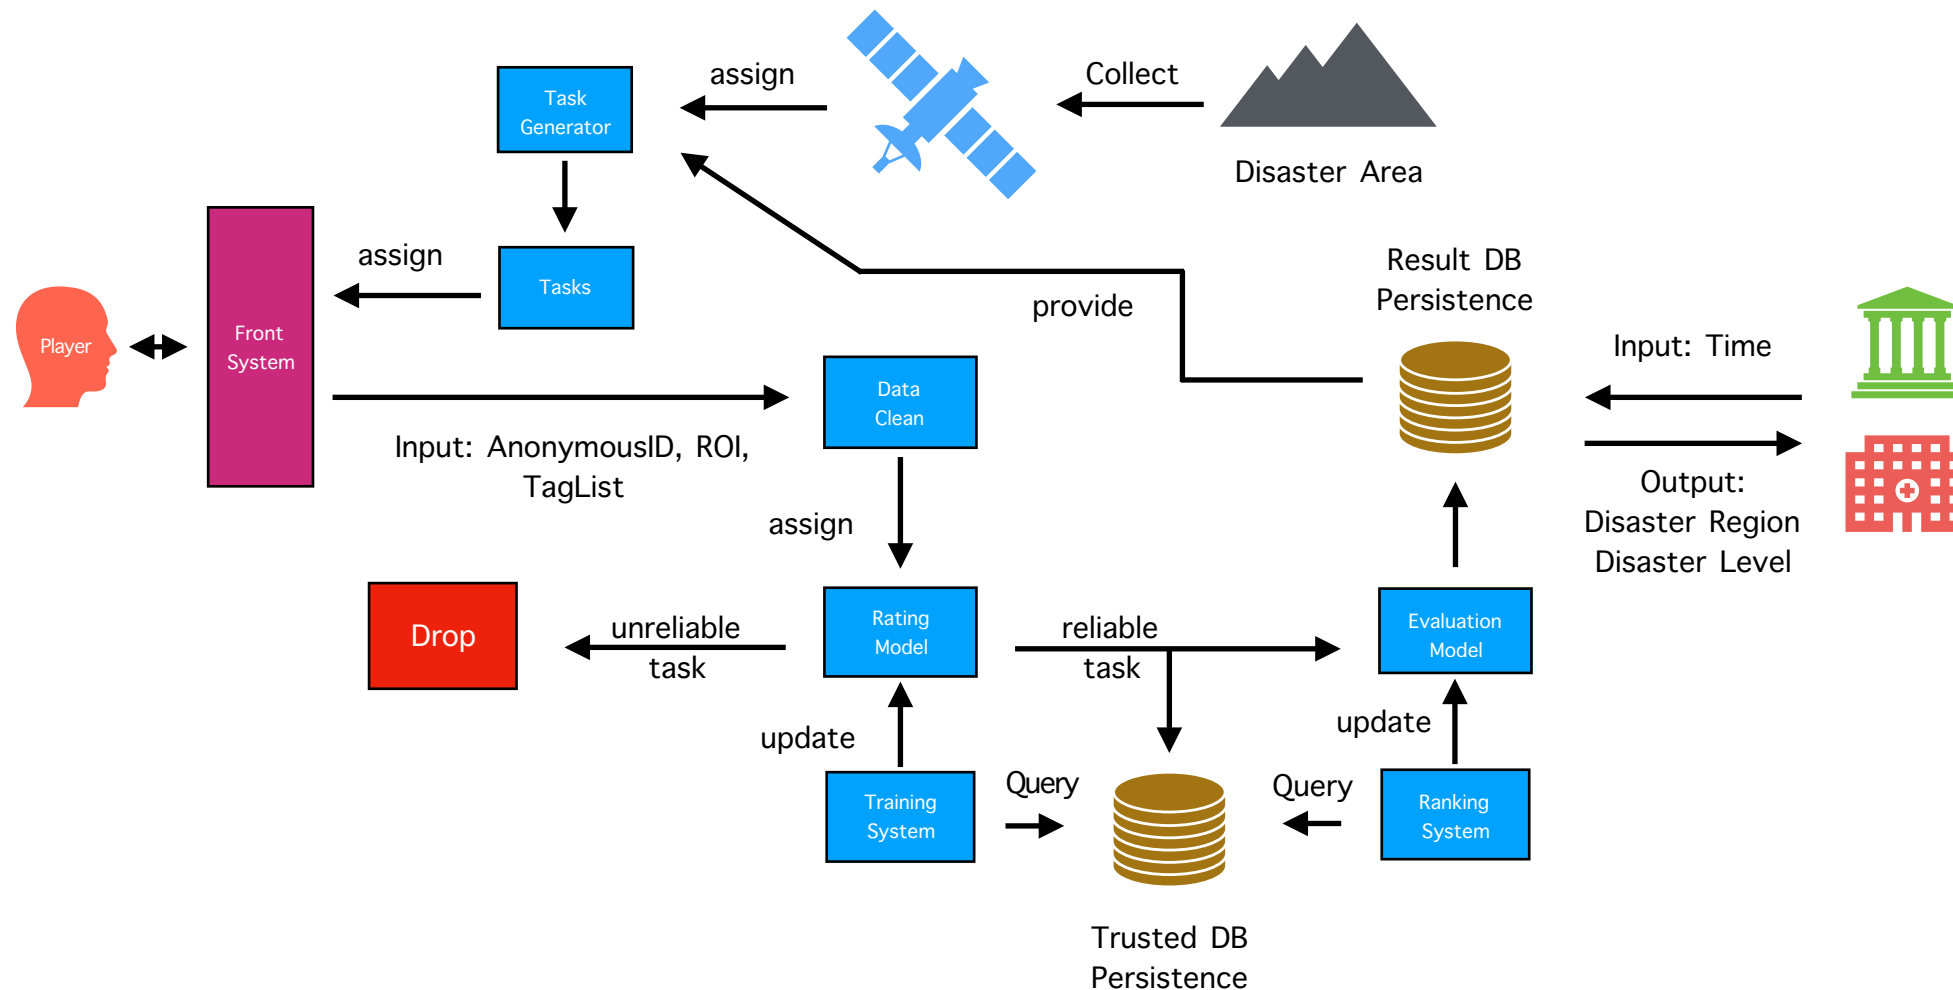 assign
Collect
Task
Generator
Disaster Area
assign
Tasks
Result DB
Persistence
provide
Player
Front
System
Input: Time
Data
Clean
Input: AnonymousID, ROI,
TagList
Output:
Disaster Region
Disaster Level
assign
Drop
unreliable
task
Rating
Model
reliable
task
Evaluation
Model
update
update
Training
System
Query
Query
Ranking
System
Trusted DB
Persistence